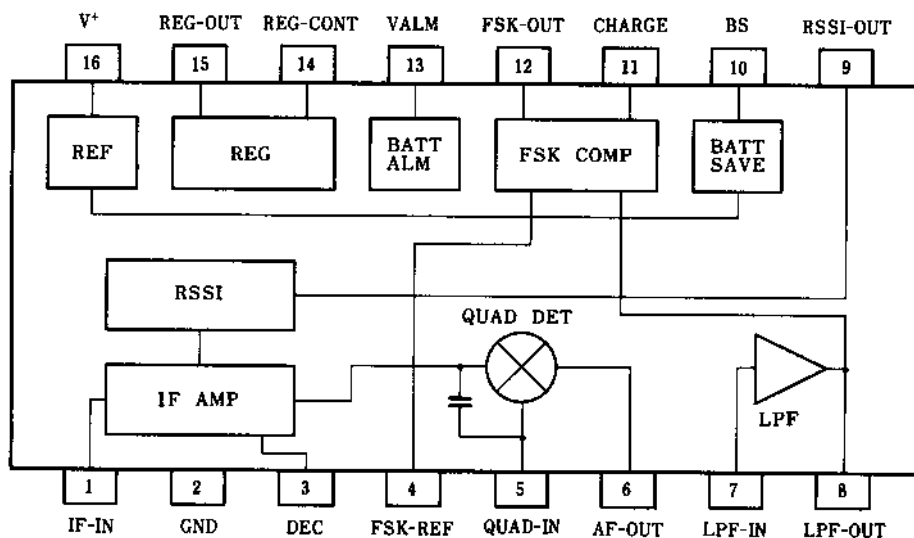 V+ REG-OUT REG-CONT VALM FSK-OUT CHARGE BS RSSI-OUT
16 15 14 13 12 11 10 9
REF REG BATT ALM FSK COMP BATT SAVE
RSSI
QUAD DET
IF AMP
LPF
1 2 3 4 5 6 7 8
IF-IN GND DEC FSK-REF QUAD-IN AF-OUT LPF-IN LPF-OUT